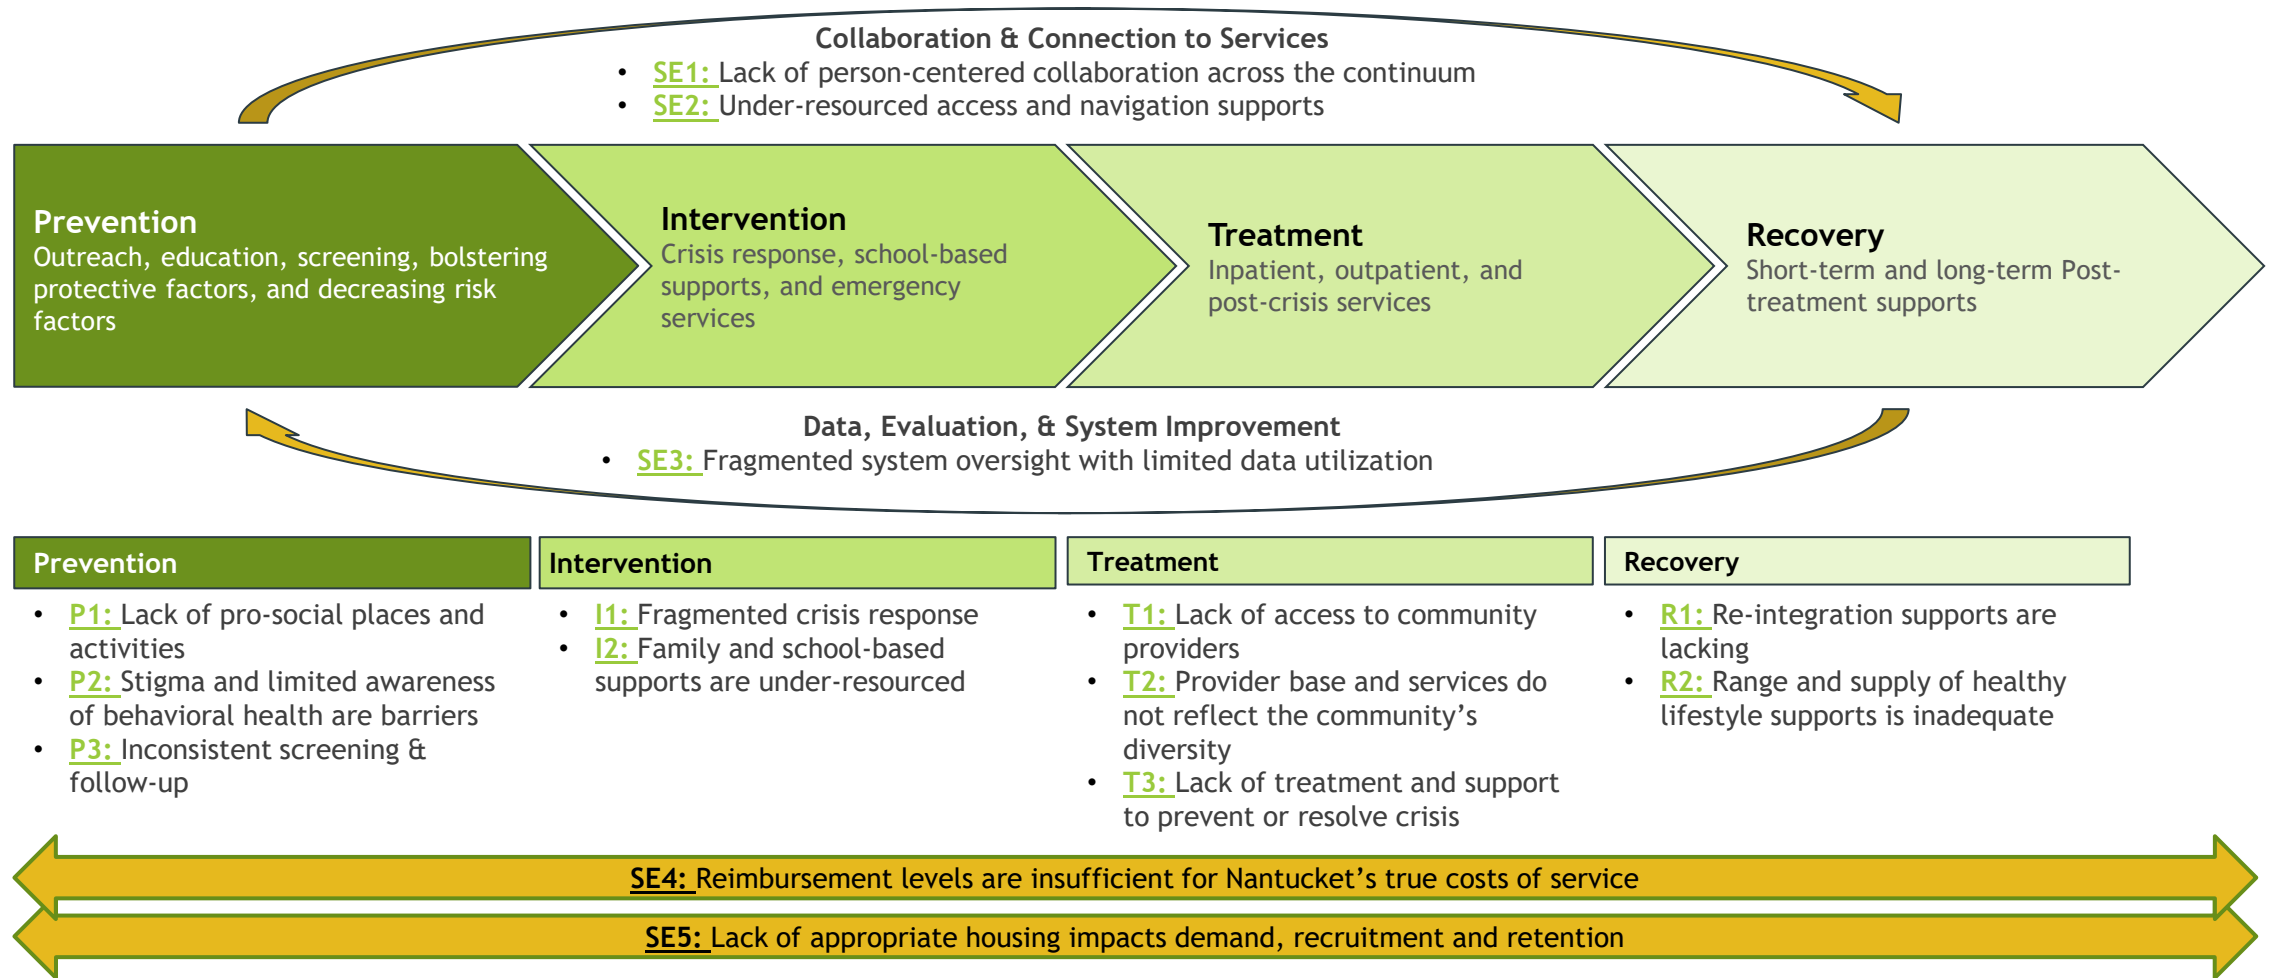 Collaboration & Connection to Services
• SE1: Lack of person-centered collaboration across the continuum
• SE2: Under-resourced access and navigation supports
Prevention
Outreach, education, screening, bolstering
protective factors, and decreasing risk
factors
Intervention
Crisis response, school-based
supports, and emergency
services
Treatment
Inpatient, outpatient, and
post-crisis services
Recovery
Short-term and long-term Post-
treatment supports
Data, Evaluation, & System Improvement
• SE3: Fragmented system oversight with limited data utilization
Prevention
• P1: Lack of pro-social places and
activities
• P2: Stigma and limited awareness
of behavioral health are barriers
• P3: Inconsistent screening &
follow-up
Intervention
• I1: Fragmented crisis response
• I2: Family and school-based
supports are under-resourced
Treatment
• T1: Lack of access to community
providers
• T2: Provider base and services do
not reflect the community’s
diversity
• T3: Lack of treatment and support
to prevent or resolve crisis
Recovery
• R1: Re-integration supports are
lacking
• R2: Range and supply of healthy
lifestyle supports is inadequate
SE4: Reimbursement levels are insufficient for Nantucket’s true costs of service
SE5: Lack of appropriate housing impacts demand, recruitment and retention